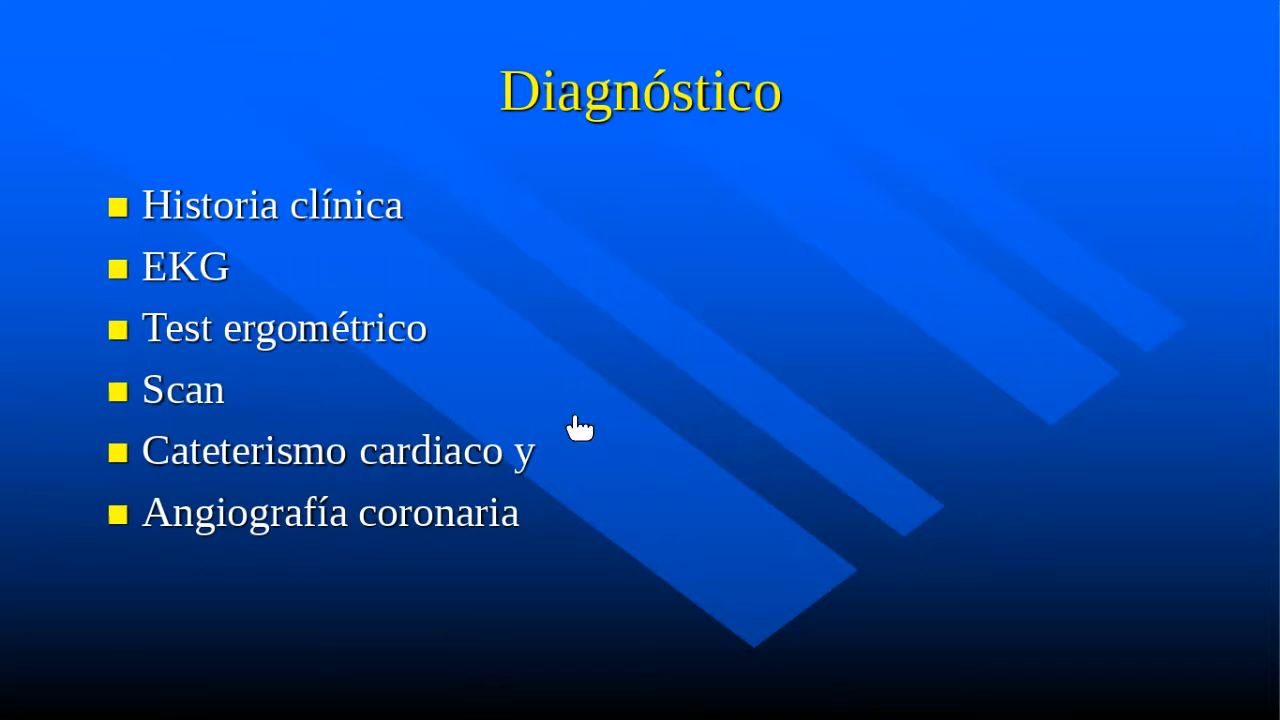 Diagnóstico
Historia clínica
EKG
Test ergométrico
Scan
Cateterismo cardiaco y
Angiografía coronaria